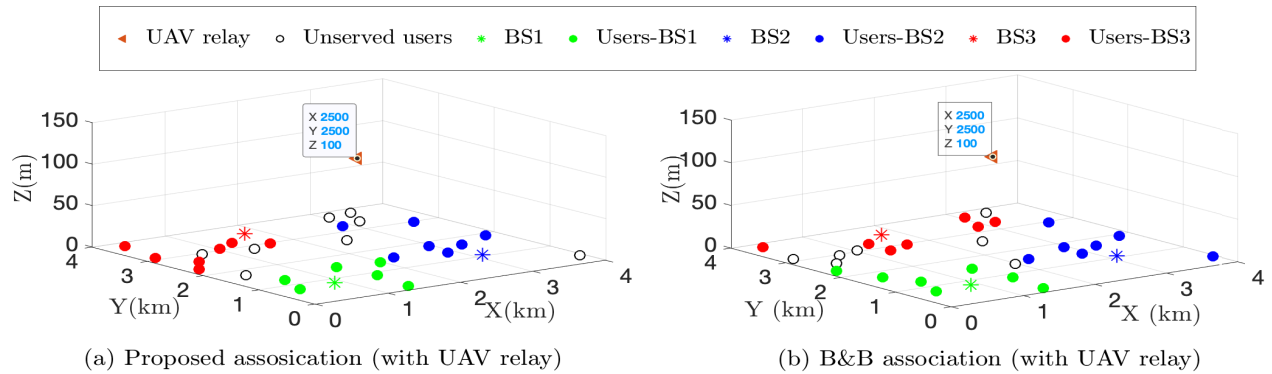 UAV relay Unserved users BS1 Users-BS1 BS2 Users-BS2 BS3 Users-BS3
X 2500
Y 2500
Z 100
150
100
50
0
Z(m)
4
3
2
1
0
Y(km)
0
1
2
3
4
X(km)
(a) Proposed assosication (with UAV relay)
X 2500
Y 2500
Z 100
150
100
50
0
Z(m)
4
3
2
1
0
Y (km)
0
1
2
3
4
X (km)
(b) B&B association (with UAV relay)